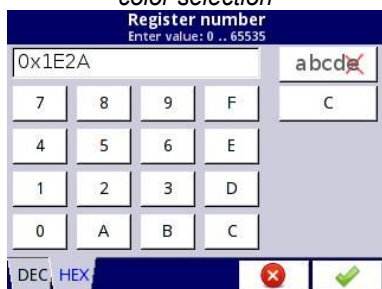 color selection
Register number
Enter value: 0 .. 65535
0x1E2A abcde
7 8 9 F C
4 5 6 E
1 2 3 D
0 A B C
DEC HEX